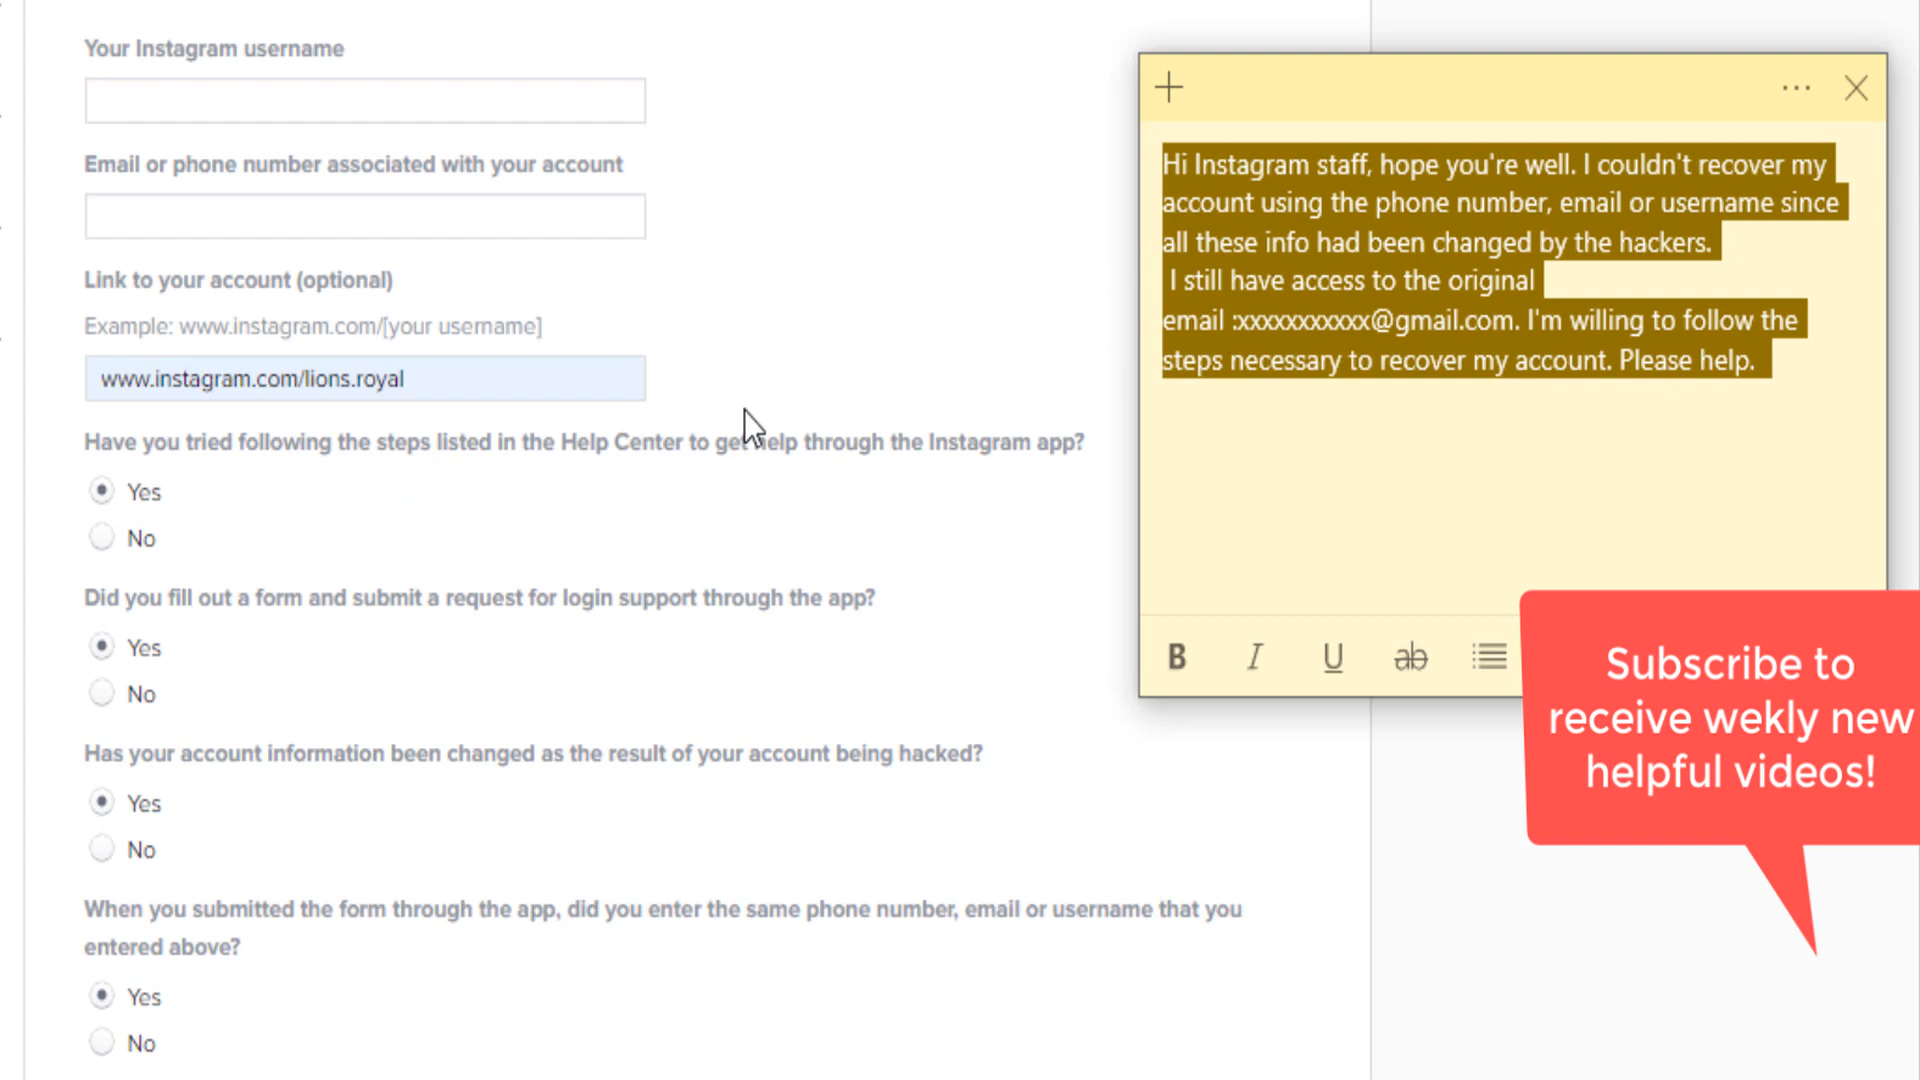 Your Instagram username
Email or phone number associated with your account
Link to your account (optional)
Example: www.instagram.com/[your username]
www.instagram.com/lions.royal
Have you tried following the steps listed in the Help Center to get help through the Instagram app?
Yes
No
Did you fill out a form and submit a request for login support through the app?
Yes
No
Has your account information been changed as the result of your account being hacked?
Yes
No
When you submitted the form through the app, did you enter the same phone number, email or username that you
entered above?
Yes
No
Hi Instagram staff, hope you're well. I couldn't recover my
account using the phone number, email or username since
all these info had been changed by the hackers.
I still have access to the original
email :xxxxxxxxxxx@gmail.com. I'm willing to follow the
steps necessary to recover my account. Please help.
B I U ab
Subscribe to
receive wekly new
helpful videos!